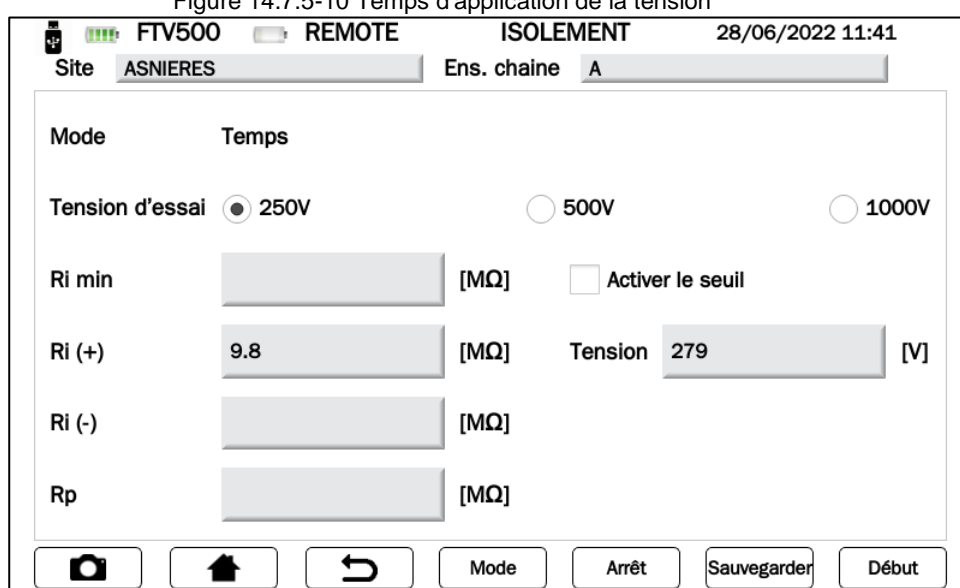 Figure 14.7.5-10 Temps d'application de la tension
FTV500 REMOTE ISOLEMENT 28/06/2022 11:41
Site ASNIERES Ens. chaine A
Mode Temps
Tension d'essai 250V 500V 1000V
Ri min [MΩ] Activer le seuil
Ri (+) 9.8 [MΩ] Tension 279 [V]
Ri (-) [MΩ]
Rp [MΩ]
Mode Arrêt Sauvegarder Début